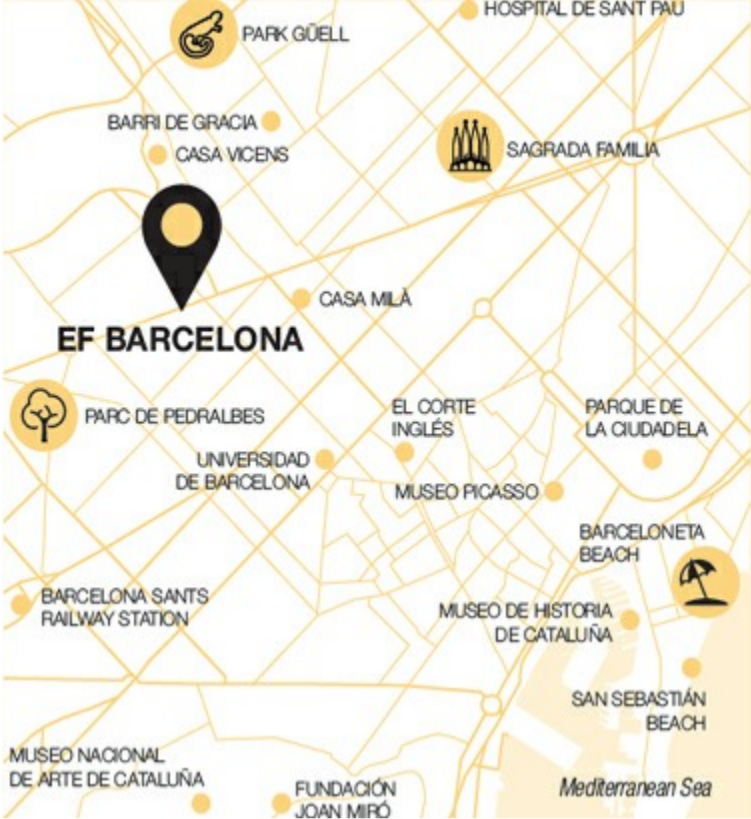 HOSPITAL DE SANT PAU
PARK GÜELL
BARRI DE GRACIA
SAGRADA FAMILIA
CASA VICENS
CASA MILÀ
EF BARCELONA
PARC DE PEDRALBES
EL CORTE
INGLÉS
PARQUE DE
LA CIUDADELA
UNIVERSIDAD
DE BARCELONA
MUSEO PICASSO
BARCELONETA
BEACH
BARCELONA SANTS
RAILWAY STATION
MUSEO DE HISTORIA
DE CATALUÑA
SAN SEBASTIÁN
BEACH
MUSEO NACIONAL
DE ARTE DE CATALUÑA
FUNDACIÓN
JOAN MIRÓ
Mediterranean Sea